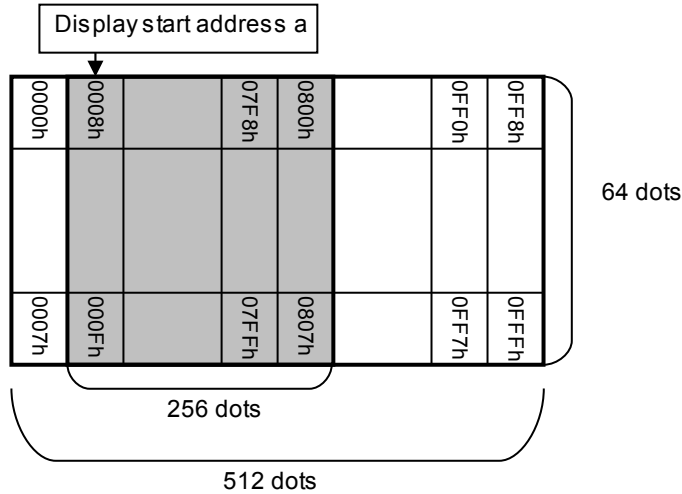 Display start address a
0000h
0008h
07F8h
0800h
0FF0h
0FF8h
64 dots
0007h
000Fh
07FFh
0807h
0FF7h
0FFFh
256 dots
512 dots